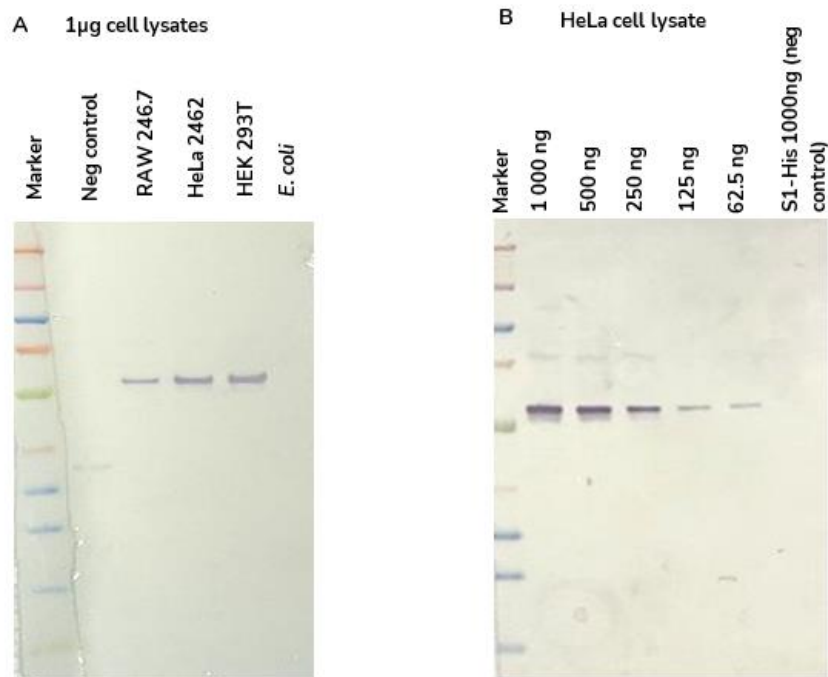 A 1µg cell lysates
Marker
Neg control
RAW 246.7
HeLa 2462
HEK 293T
E. coli
B HeLa cell lysate
Marker
1 000 ng
500 ng
250 ng
125 ng
62.5 ng
S1-His 1000ng (neg
control)